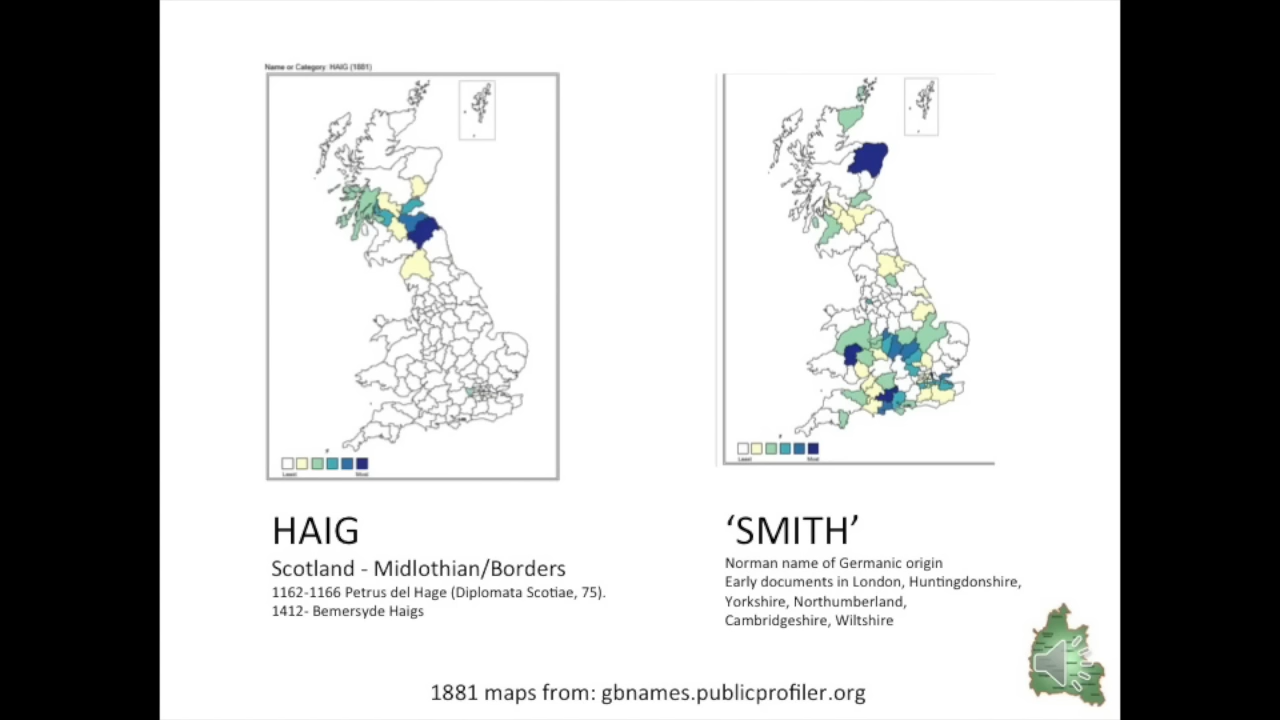 Name or Category: HAIG (1881)
Least
Most
Least
Most
HAIG
Scotland - Midlothian/Borders
1162-1166 Petrus del Hage (Diplomata Scotiae, 75).
1412- Bemersyde Haigs
‘SMITH’
Norman name of Germanic origin
Early documents in London, Huntingdonshire,
Yorkshire, Northumberland,
Cambridgeshire, Wiltshire
1881 maps from: gbnames.publicprofiler.org